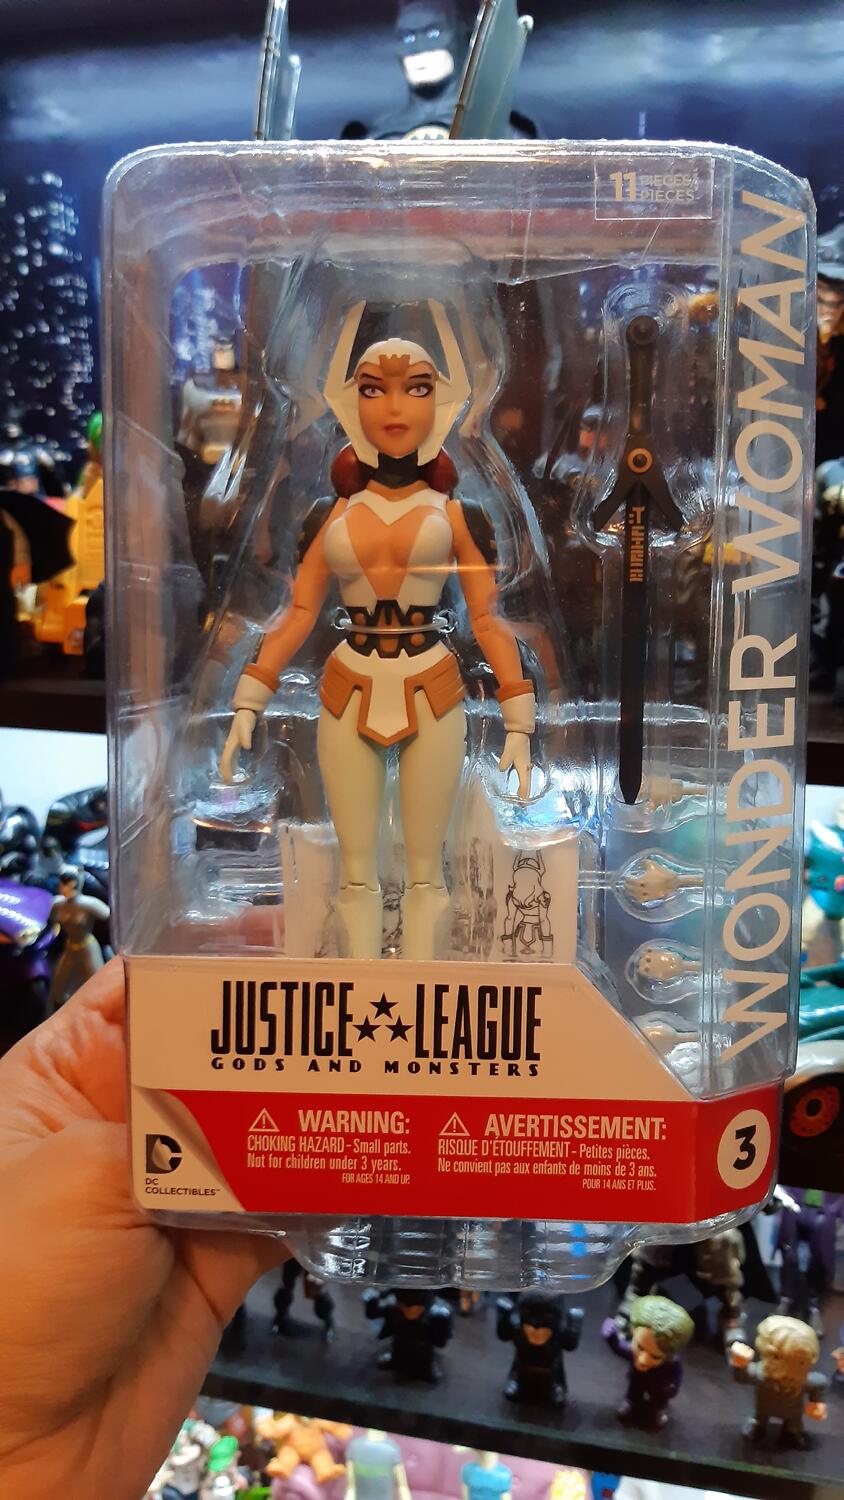 11 PIECES/
PIÈCES
WONDER WOMAN
JUSTICE LEAGUE
GODS AND MONSTERS
WARNING:
CHOKING HAZARD - Small parts.
Not for children under 3 years.
FOR AGES 14 AND UP.
AVERTISSEMENT:
RISQUE D'ÉTOUFFEMENT - Petites pièces.
Ne convient pas aux enfants de moins de 3 ans.
POUR 14 ANS ET PLUS.
DC
COLLECTIBLES™
3